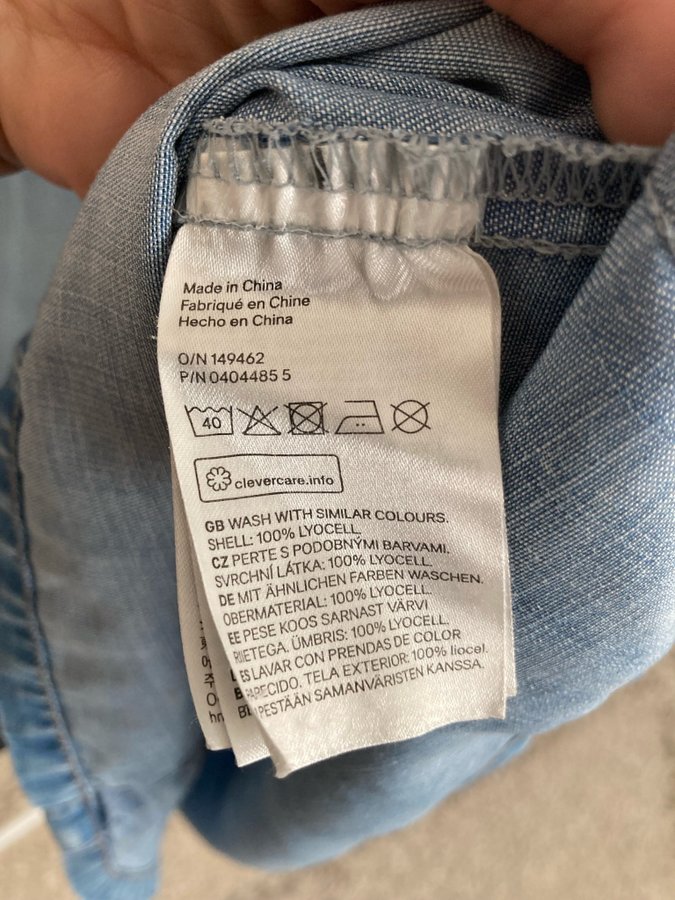 Made in China
Fabriqué en Chine
Hecho en China
O/N 149462
P/N 0404485 5
40
clevercare.info
GB WASH WITH SIMILAR COLOURS.
SHELL: 100% LYOCELL.
CZ PERTE S PODOBNÝMI BARVAMI.
SVRCHNÍ LÁTKA: 100% LYOCELL.
DE MIT ÄHNLICHEN FARBEN WASCHEN.
OBERMATERIAL: 100% LYOCELL.
EE PESE KOOS SARNAST VÄRVI
RIIETEGA. ÜMBRIS: 100% LYOCELL.
ES LAVAR CON PRENDAS DE COLOR
PARECIDO. TELA EXTERIOR: 100% liocel.
PESTÄÄN SAMANVÄRISTEN KANSSA.